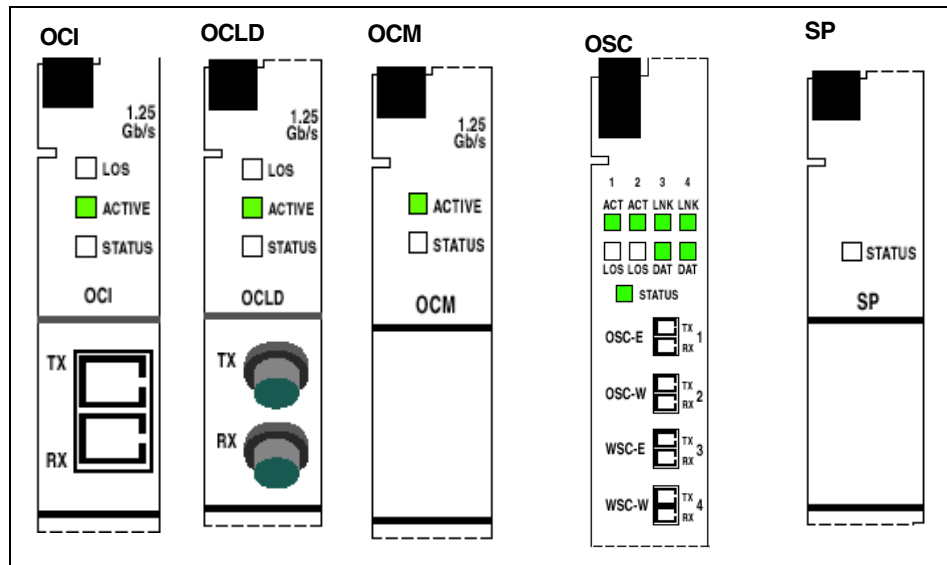 OCI
1.25
Gb/s
LOS
ACTIVE
STATUS
OCI
TX
RX
OCLD
LOS
ACTIVE
STATUS
OCLD
TX
RX
OCM
1.25
Gb/s
ACTIVE
STATUS
OCM
OSC
1 2 3 4
ACT ACT LNK LNK
LOS LOS DAT DAT
STATUS
OSC-E TX 1
RX
OSC-W TX 2
RX
WSC-E TX 3
RX
WSC-W TX 4
RX
SP
STATUS
SP